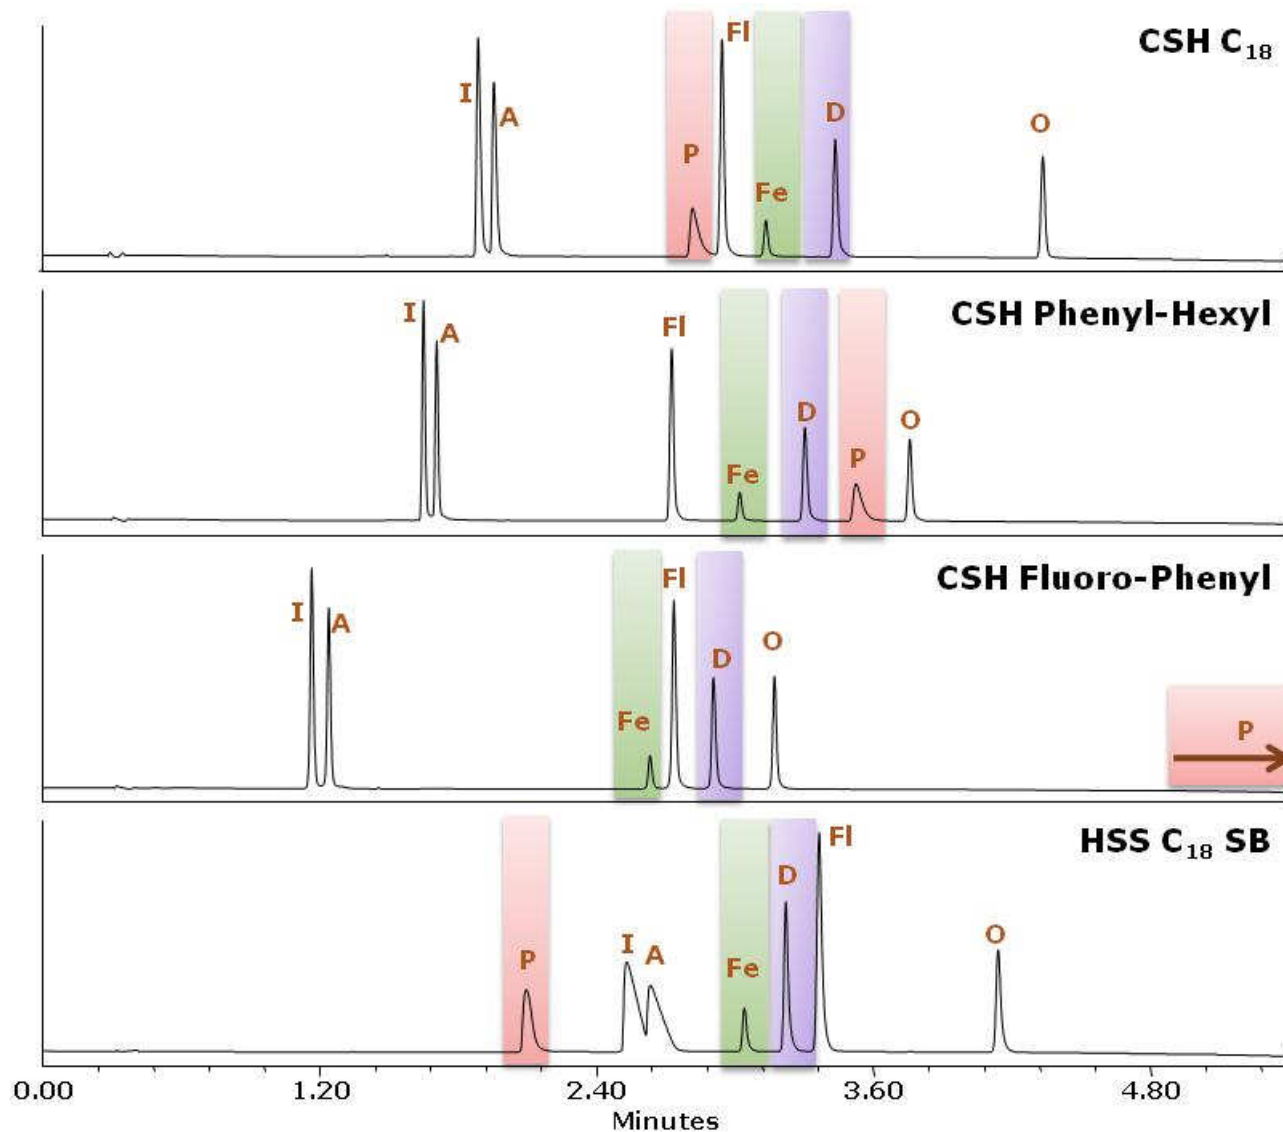 CSH C18
I
A
P
Fl
Fe
D
O
CSH Phenyl-Hexyl
I
A
Fl
Fe
D
P
O
CSH Fluoro-Phenyl
I
A
Fe
Fl
D
O
P
HSS C18 SB
P
I
A
Fe
D
Fl
O
0.00 1.20 2.40 3.60 4.80
Minutes